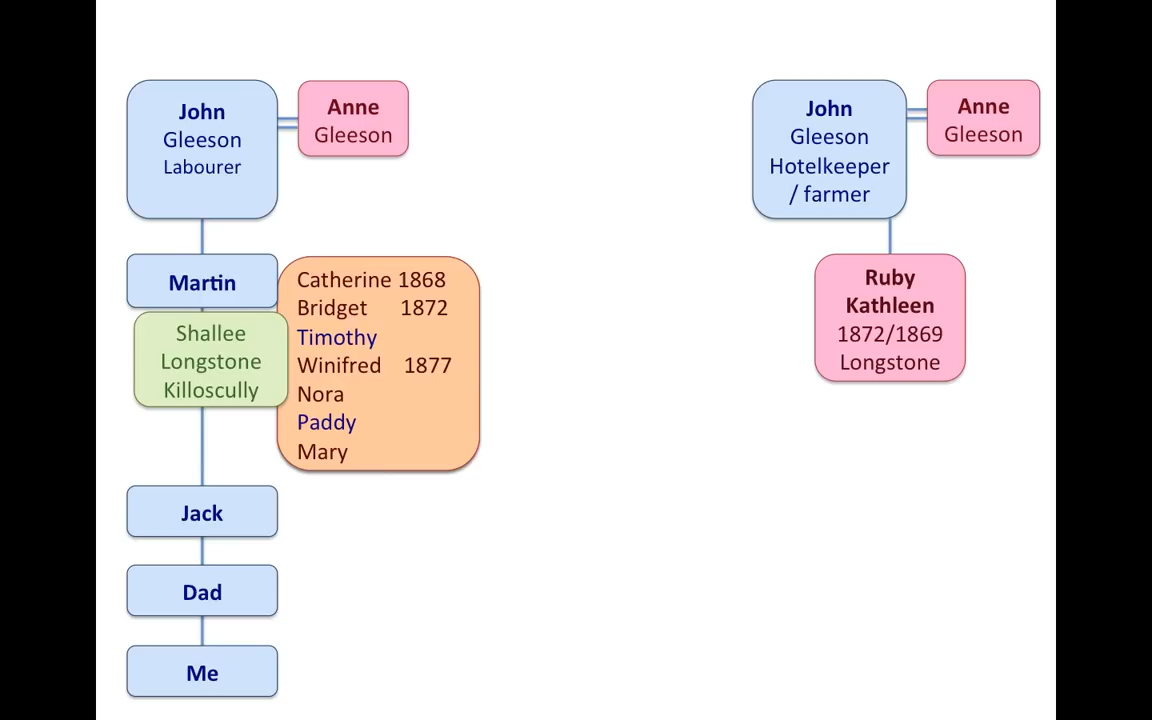 John
Gleeson
Labourer
Anne
Gleeson
Martin
Shallee
Longstone
Killoscully
Catherine 1868
Bridget 1872
Timothy
Winifred 1877
Nora
Paddy
Mary
Jack
Dad
Me
John
Gleeson
Hotelkeeper
/ farmer
Anne
Gleeson
Ruby
Kathleen
1872/1869
Longstone